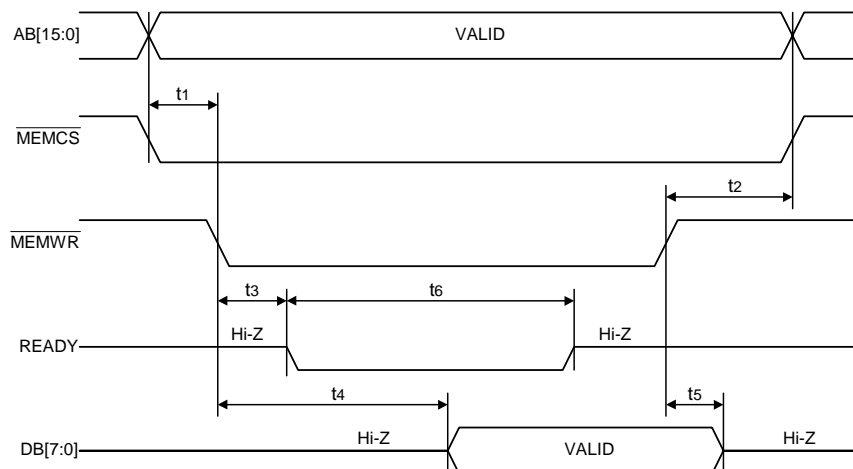 AB[15:0] VALID
t1
MEMCS
t2
MEMWR
t3 t6
Hi-Z Hi-Z
READY
t4 t5
DB[7:0] Hi-Z VALID Hi-Z